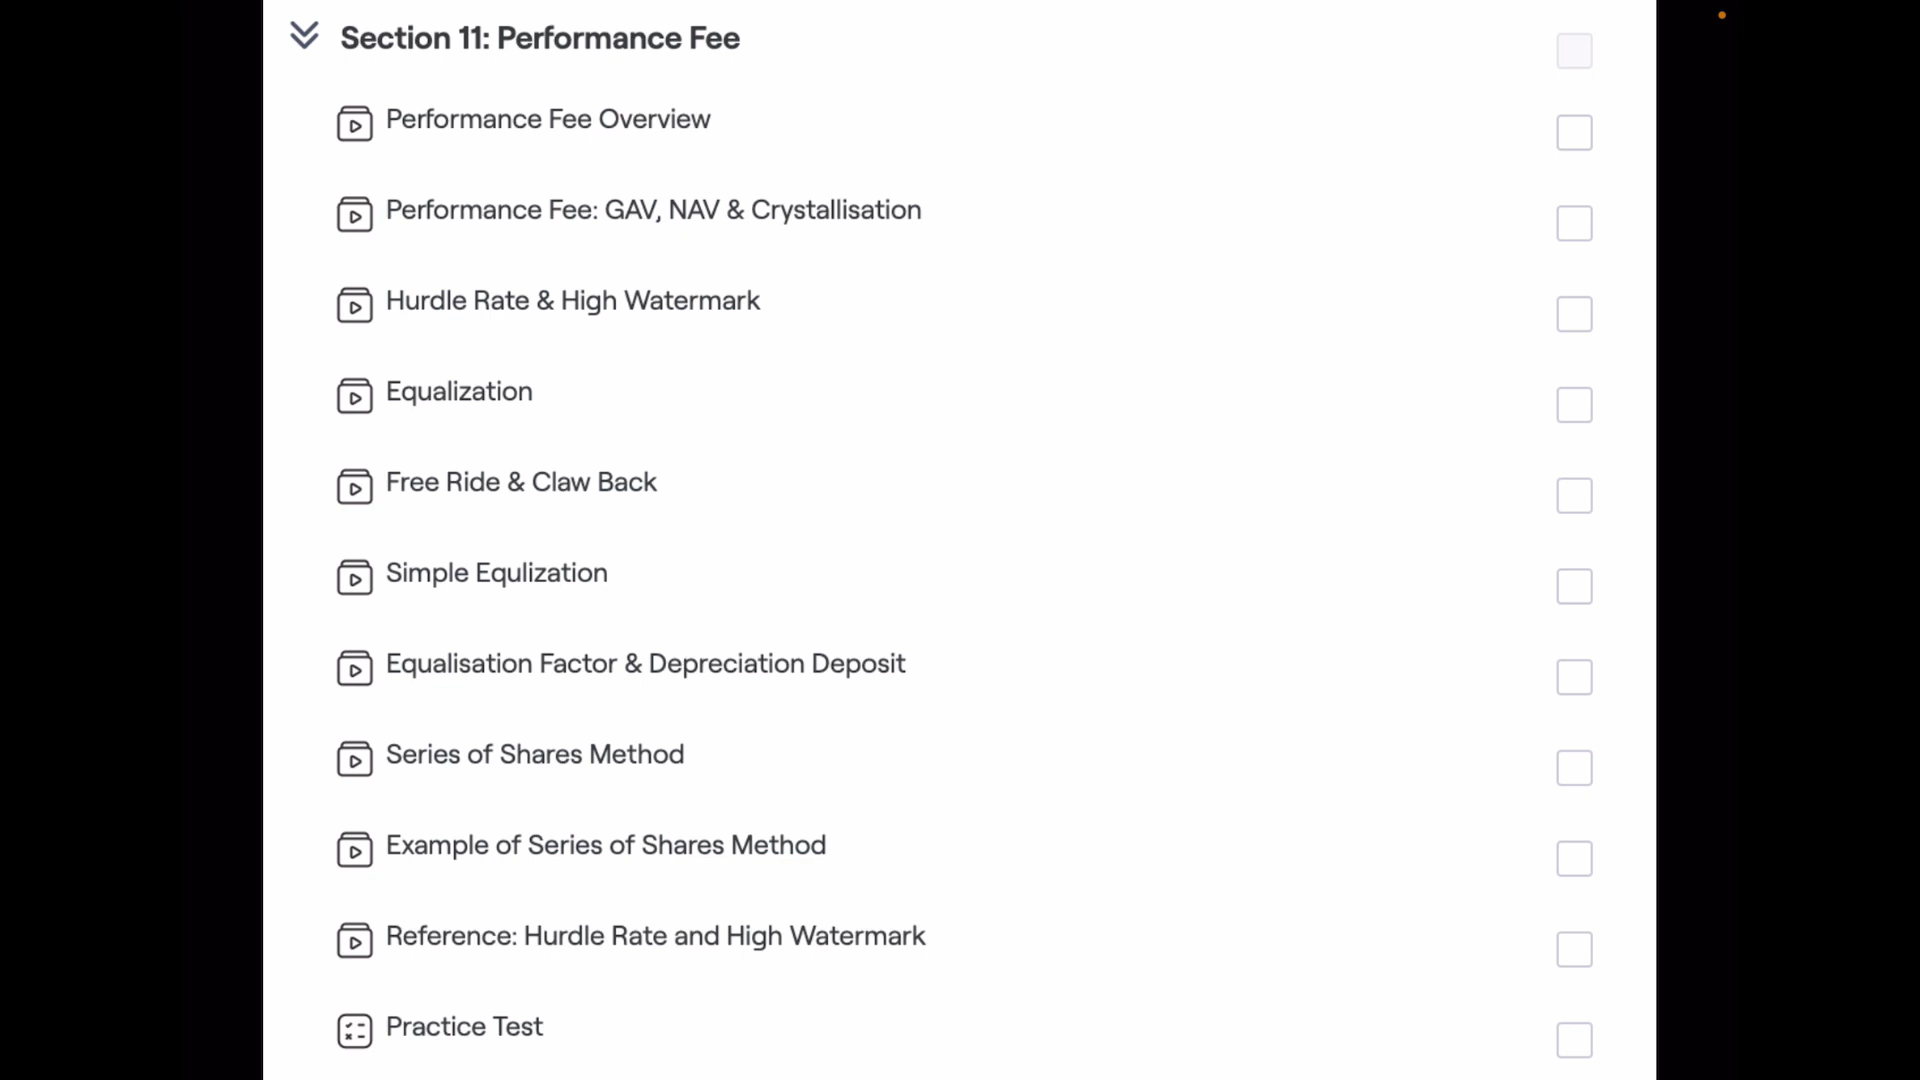 Section 11: Performance Fee
Performance Fee Overview
Performance Fee: GAV, NAV & Crystallisation
Hurdle Rate & High Watermark
Equalization
Free Ride & Claw Back
Simple Equlization
Equalisation Factor & Depreciation Deposit
Series of Shares Method
Example of Series of Shares Method
Reference: Hurdle Rate and High Watermark
Practice Test